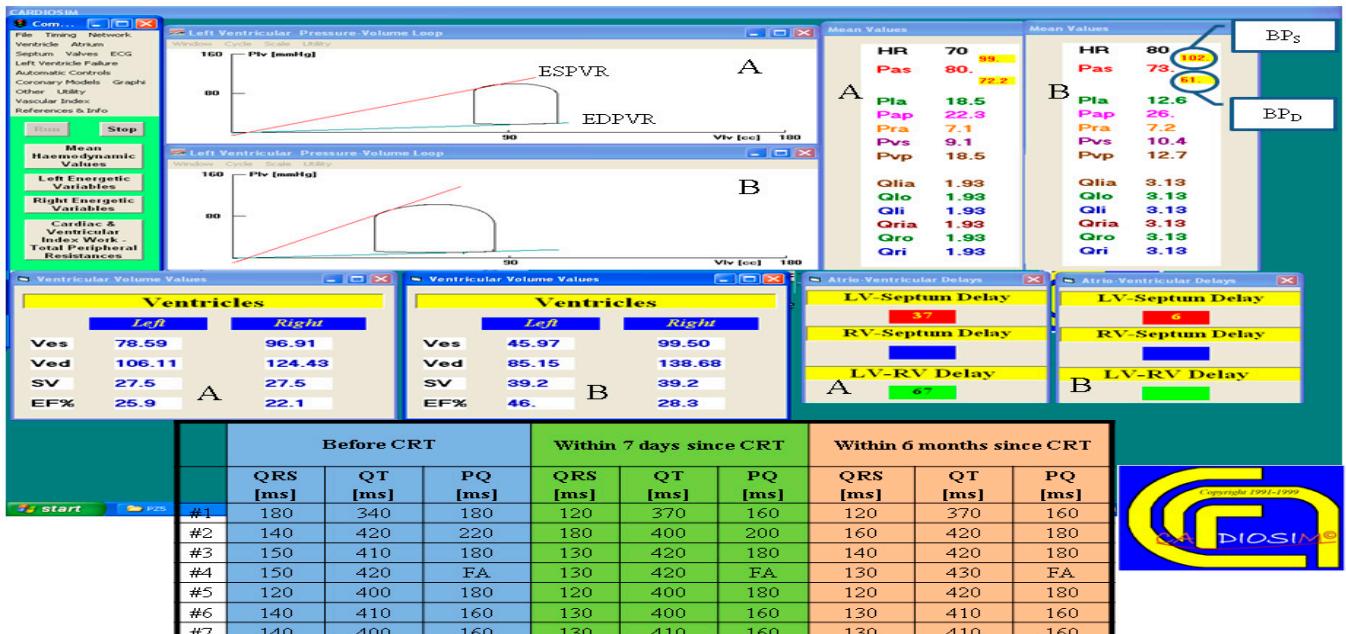 CARDIOSIM
Com...
File Timing Network
Ventricle Atrium
Septum Valves ECG
Left Ventricle Failure
Automatic Controls
Coronary Models Graphi
Other Utility
Vascular Index
References & Info
Run Stop
Mean
Haemodynamic
Values
Left Energetic
Variables
Right Energetic
Variables
Cardiac &
Ventricular
Index Work -
Total Peripheral
Resistances
Left Ventricular Pressure-Volume Loop
Window Cycle Scale Utility
160 Plv [mmHg]
ESPVR
A
80
EDPVR
90 Vlv [cc] 180
Left Ventricular Pressure-Volume Loop
Window Cycle Scale Utility
160 Plv [mmHg]
B
80
90 Vlv [cc] 180
Mean Values
HR 70
99.
Pas 80.
72.2
A
Pla 18.5
Pap 22.3
Pra 7.1
Pvs 9.1
Pvp 18.5
Qlia 1.93
Qlo 1.93
Qli 1.93
Qria 1.93
Qro 1.93
Qri 1.93
Mean Values
HR 80
102.
Pas 73.
61.
B
Pla 12.6
Pap 26.
Pra 7.2
Pvs 10.4
Pvp 12.7
Qlia 3.13
Qlo 3.13
Qli 3.13
Qria 3.13
Qro 3.13
Qri 3.13
BPS
BPD
Ventricular Volume Values
Ventricles
Left Right
Ves 78.59 96.91
Ved 106.11 124.43
SV 27.5 27.5
A
EF% 25.9 22.1
Ventricular Volume Values
Ventricles
Left Right
Ves 45.97 99.50
Ved 85.15 138.68
SV 39.2 39.2
B
EF% 46. 28.3
Atrio-Ventricular Delays
LV-Septum Delay
37
RV-Septum Delay
LV-RV Delay
A
67
Atrio-Ventricular Delays
LV-Septum Delay
6
RV-Septum Delay
LV-RV Delay
B
start PZ5
Before CRT Within 7 days since CRT Within 6 months since CRT
QRS QT PQ QRS QT PQ QRS QT PQ
[ms] [ms] [ms] [ms] [ms] [ms] [ms] [ms] [ms]
#1 180 340 180 120 370 160 120 370 160
#2 140 420 220 180 400 200 160 420 180
#3 150 410 180 130 420 180 140 420 180
#4 150 420 FA 130 420 FA 130 430 FA
#5 120 400 180 120 400 180 120 420 180
#6 140 410 160 130 400 160 130 410 160
#7 140 400 160 130 410 160 130 410 160
Copyright 1991-1999
CARDIOSIM©